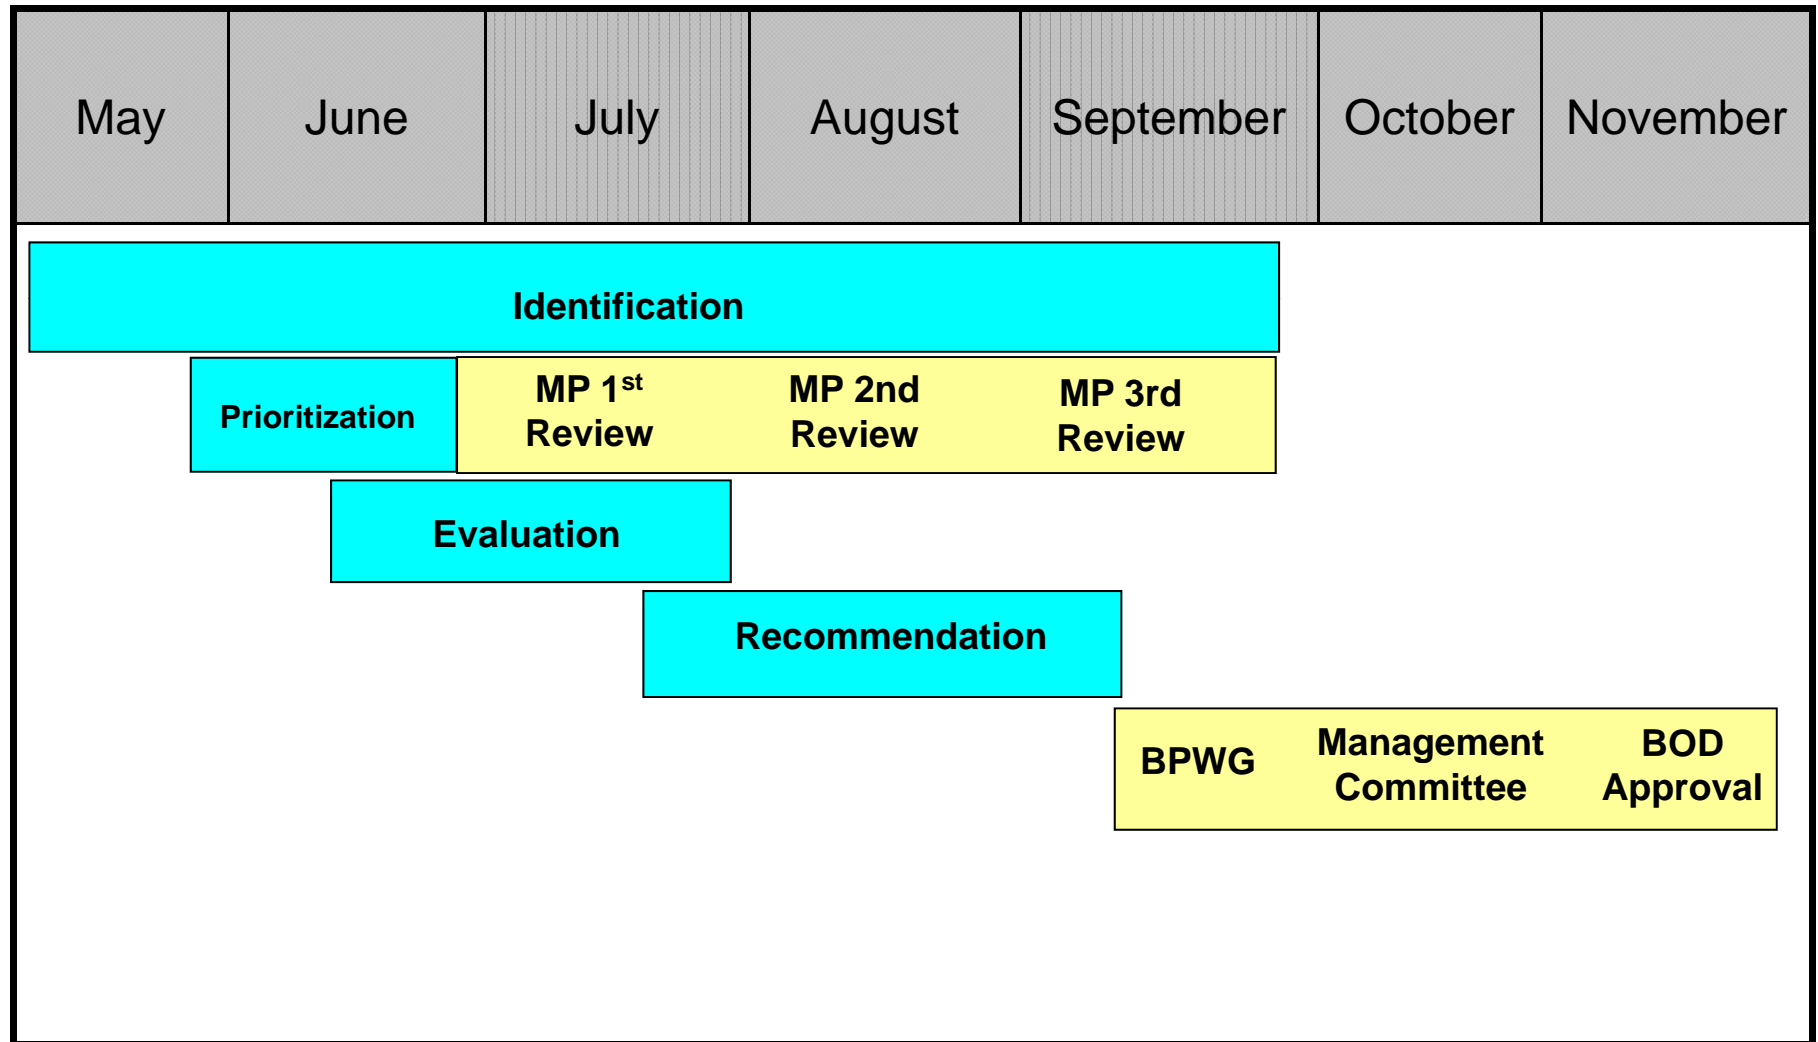 May June July August September October November
Identification
Prioritization
MP 1st
Review
MP 2nd
Review
MP 3rd
Review
Evaluation
Recommendation
BPWG
Management
Committee
BOD
Approval